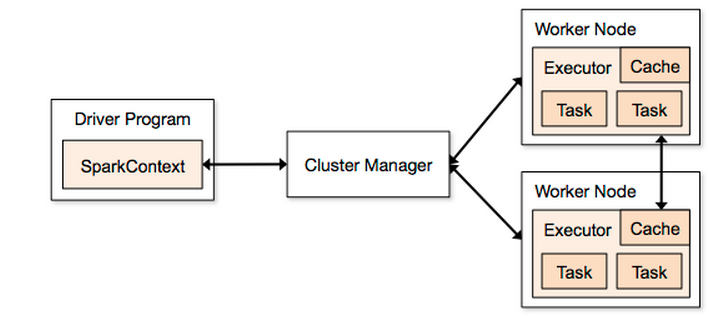 Driver Program
SparkContext
Cluster Manager
Worker Node
Executor
Cache
Task
Task
Worker Node
Executor
Cache
Task
Task